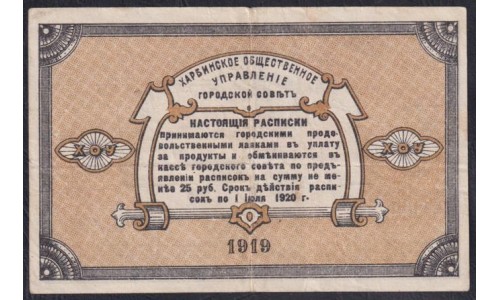 ХАРБИНСКОЕ ОБЩЕСТВЕННОЕ
УПРАВЛЕНІЕ
ГОРОДСКОЙ СОВѢТЪ
НАСТОЯЩІЯ РАСПИСКИ
принимаются городскими продо-
вольственными лавками въ уплату
за продукты и обмѣниваются въ
кассѣ городского совѣта по предъ-
явленіи расписокъ на сумму не ме-
нѣе 25 руб. Срокъ дѣйствія распи-
сокъ по 1 Іюля 1920 г.
ХОУ
ХОУ
1919